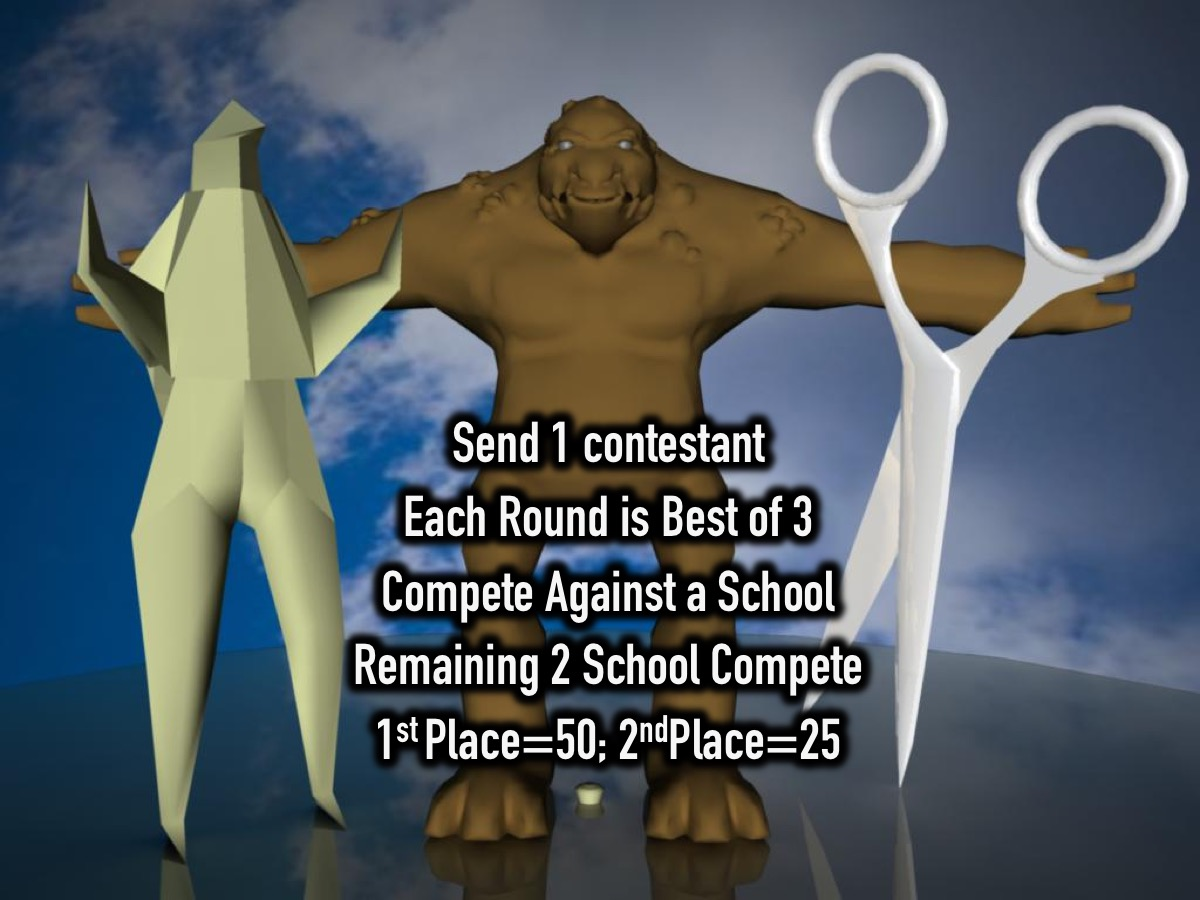 Send 1 contestant
Each Round is Best of 3
Compete Against a School
Remaining 2 School Compete
1st Place=50; 2ndPlace=25